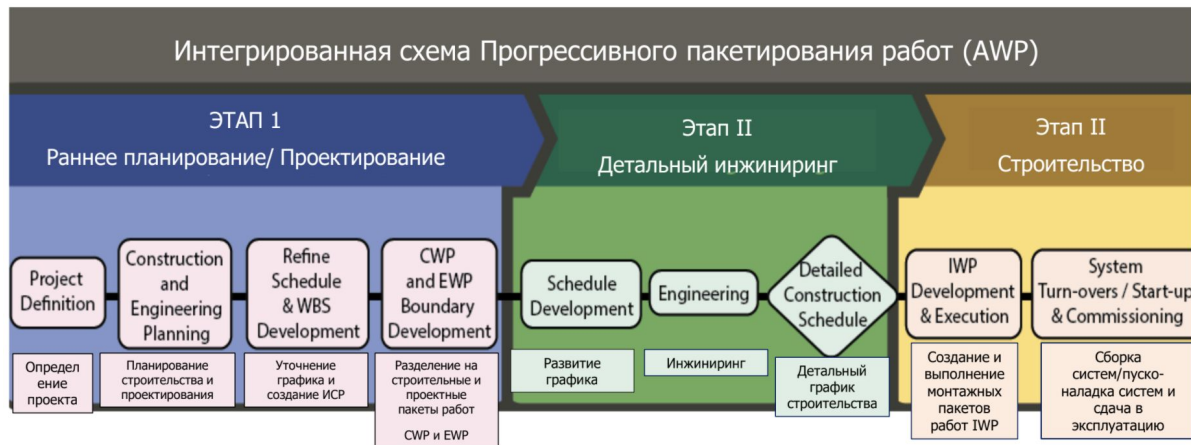 Интегрированная схема Прогрессивного пакетирования работ (AWP)
ЭТАП 1
Раннее планирование/ Проектирование
Этап II
Детальный инжиниринг
Этап II
Строительство
Project
Definition
Construction
and
Engineering
Planning
Refine
Schedule
& WBS
Development
CWP
and EWP
Boundary
Development
Schedule
Development
Engineering
Detailed
Construction
Schedule
IWP
Development
& Execution
System
Turn-overs / Start-up
& Commissioning
Определ
ение
проекта
Планирование
строительства и
проектирования
Уточнение
графика и
создание ИСР
Разделение на
строительные и
проектные
пакеты работ
CWP и EWP
Развитие
графика
Инжиниринг
Детальный
график
строительства
Создание и
выполнение
монтажных
пакетов
работ IWP
Сборка
систем/пуско-
наладка систем и
сдача в
эксплуатацию